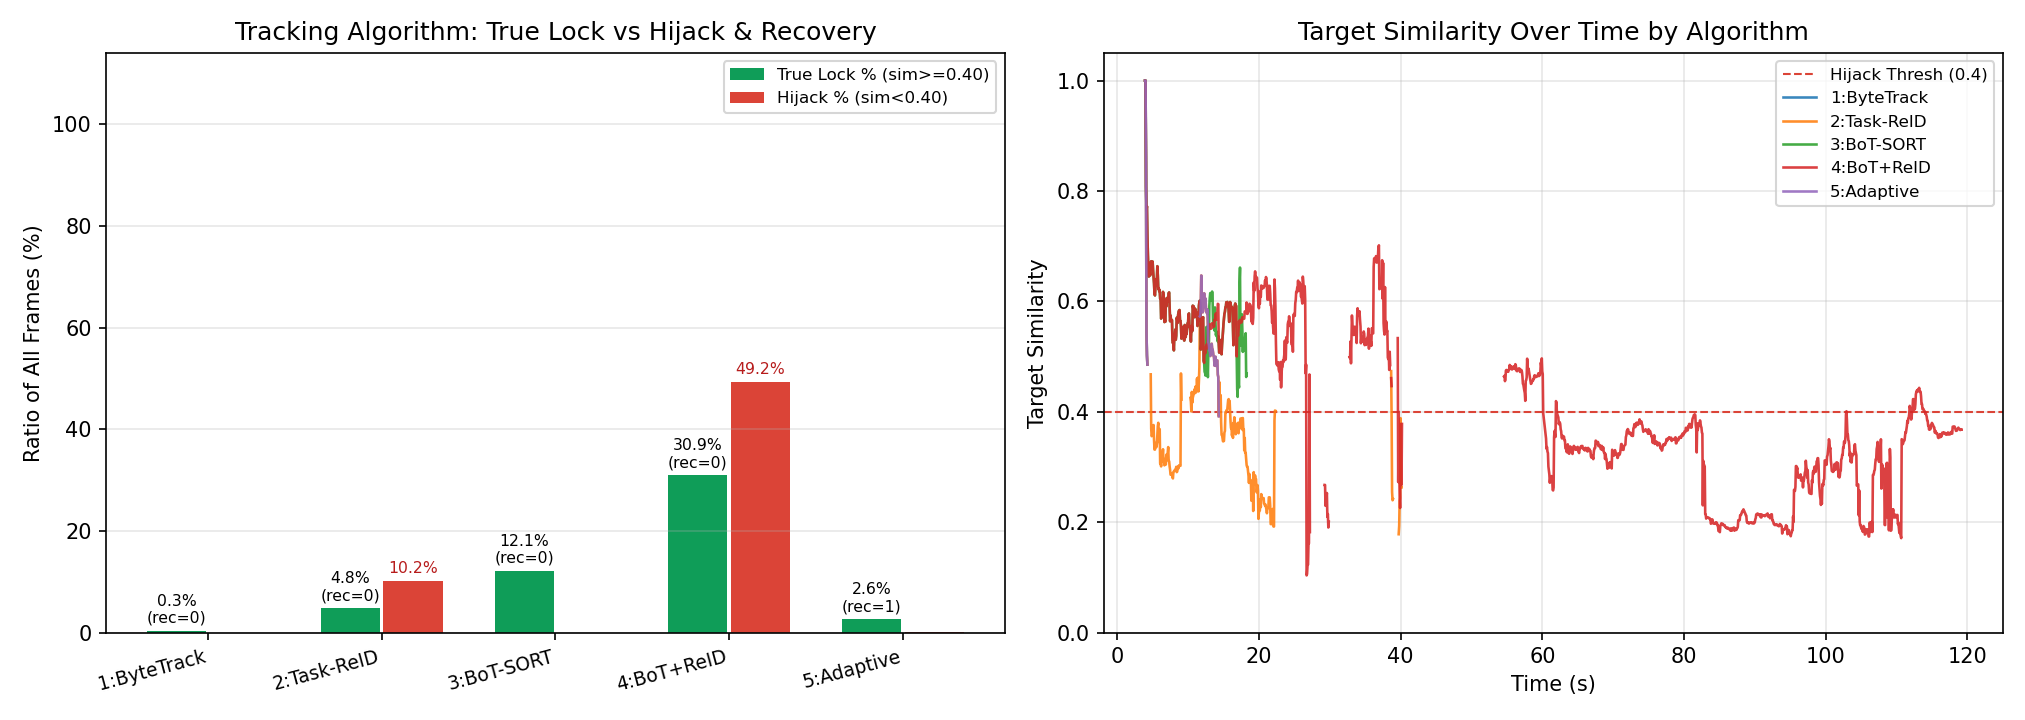 Tracking Algorithm: True Lock vs Hijack & Recovery
Ratio of All Frames (%)
100
80
60
40
20
0
True Lock % (sim>=0.40)
Hijack % (sim<0.40)
0.3%
(rec=0)
4.8%
(rec=0)
10.2%
12.1%
(rec=0)
30.9%
(rec=0)
49.2%
2.6%
(rec=1)
1:ByteTrack
2:Task-ReID
3:BoT-SORT
4:BoT+ReID
5:Adaptive
Target Similarity Over Time by Algorithm
Target Similarity
1.0
0.8
0.6
0.4
0.2
0.0
Hijack Thresh (0.4)
1:ByteTrack
2:Task-ReID
3:BoT-SORT
4:BoT+ReID
5:Adaptive
0
20
40
60
80
100
120
Time (s)